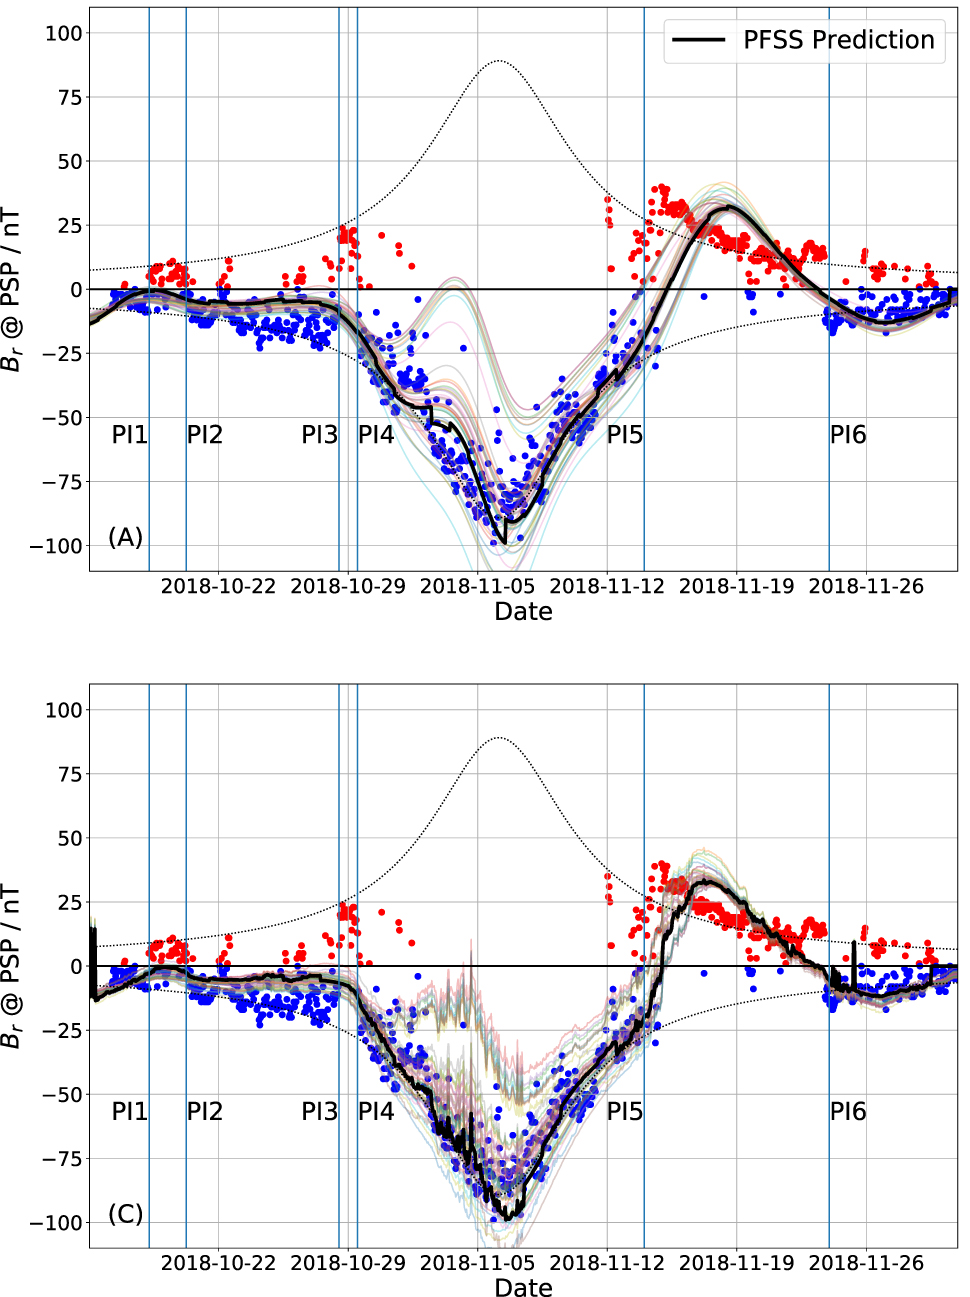 100
75
50
25
0
−25
−50
−75
−100
B_r @ PSP / nT
PFSS Prediction
PI1
PI2
PI3
PI4
PI5
PI6
(A)
2018-10-22
2018-10-29
2018-11-05
2018-11-12
2018-11-19
2018-11-26
Date
100
75
50
25
0
−25
−50
−75
−100
B_r @ PSP / nT
PI1
PI2
PI3
PI4
PI5
PI6
(C)
2018-10-22
2018-10-29
2018-11-05
2018-11-12
2018-11-19
2018-11-26
Date